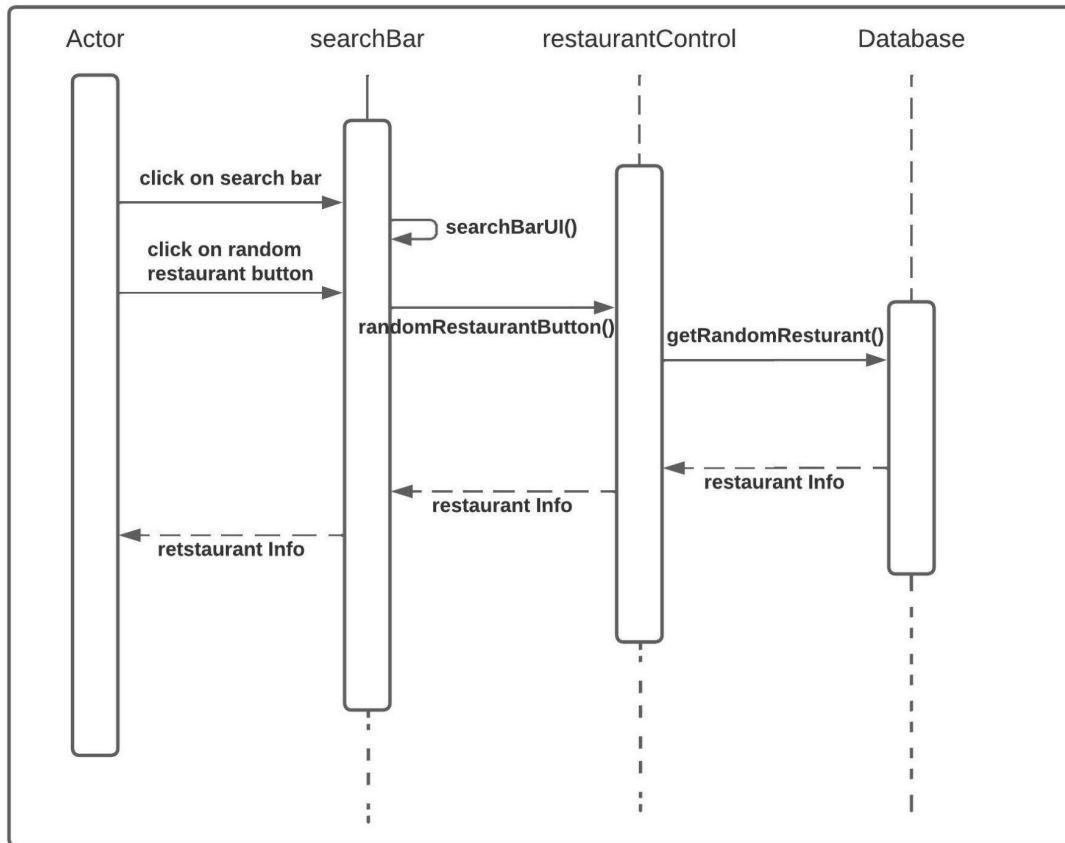 Actor
searchBar
restaurantControl
Database
click on search bar
searchBarUI()
click on random
restaurant button
randomRestaurantButton()
getRandomResturant()
restaurant Info
restaurant Info
retstaurant Info